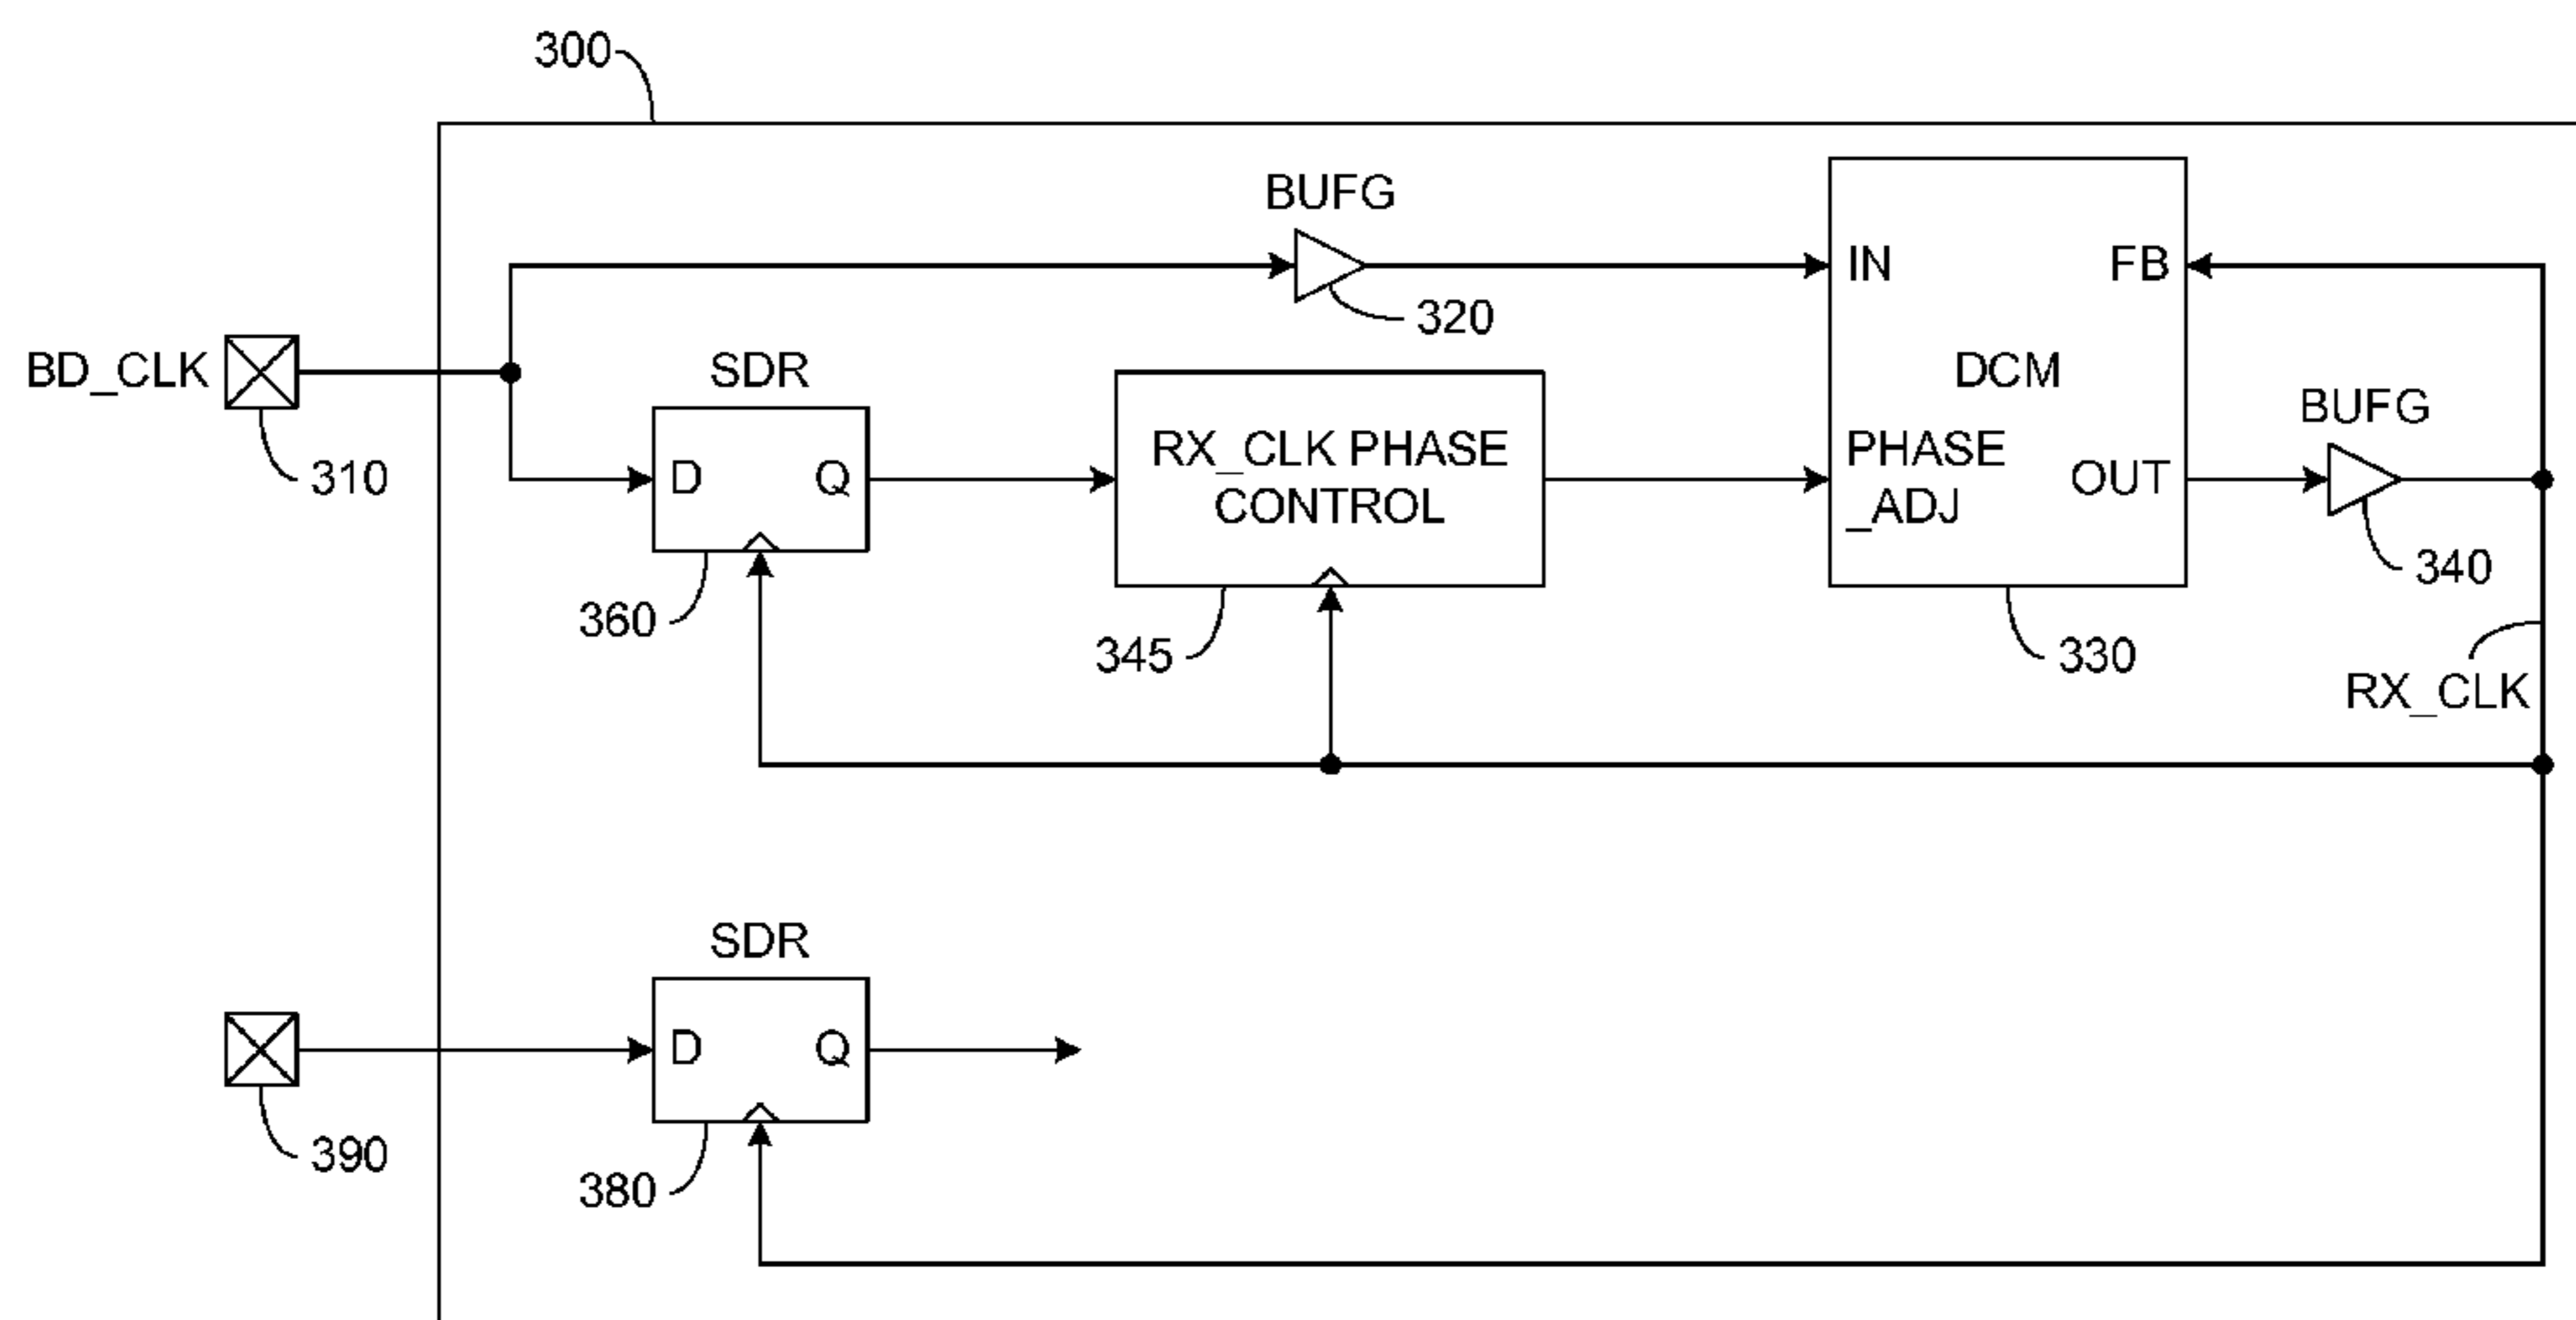 300
BUFG
IN
FB
320
BD_CLK
310
SDR
D
Q
360
RX_CLK PHASE
CONTROL
345
DCM
PHASE
_ADJ
OUT
330
BUFG
340
RX_CLK
SDR
D
Q
380
390